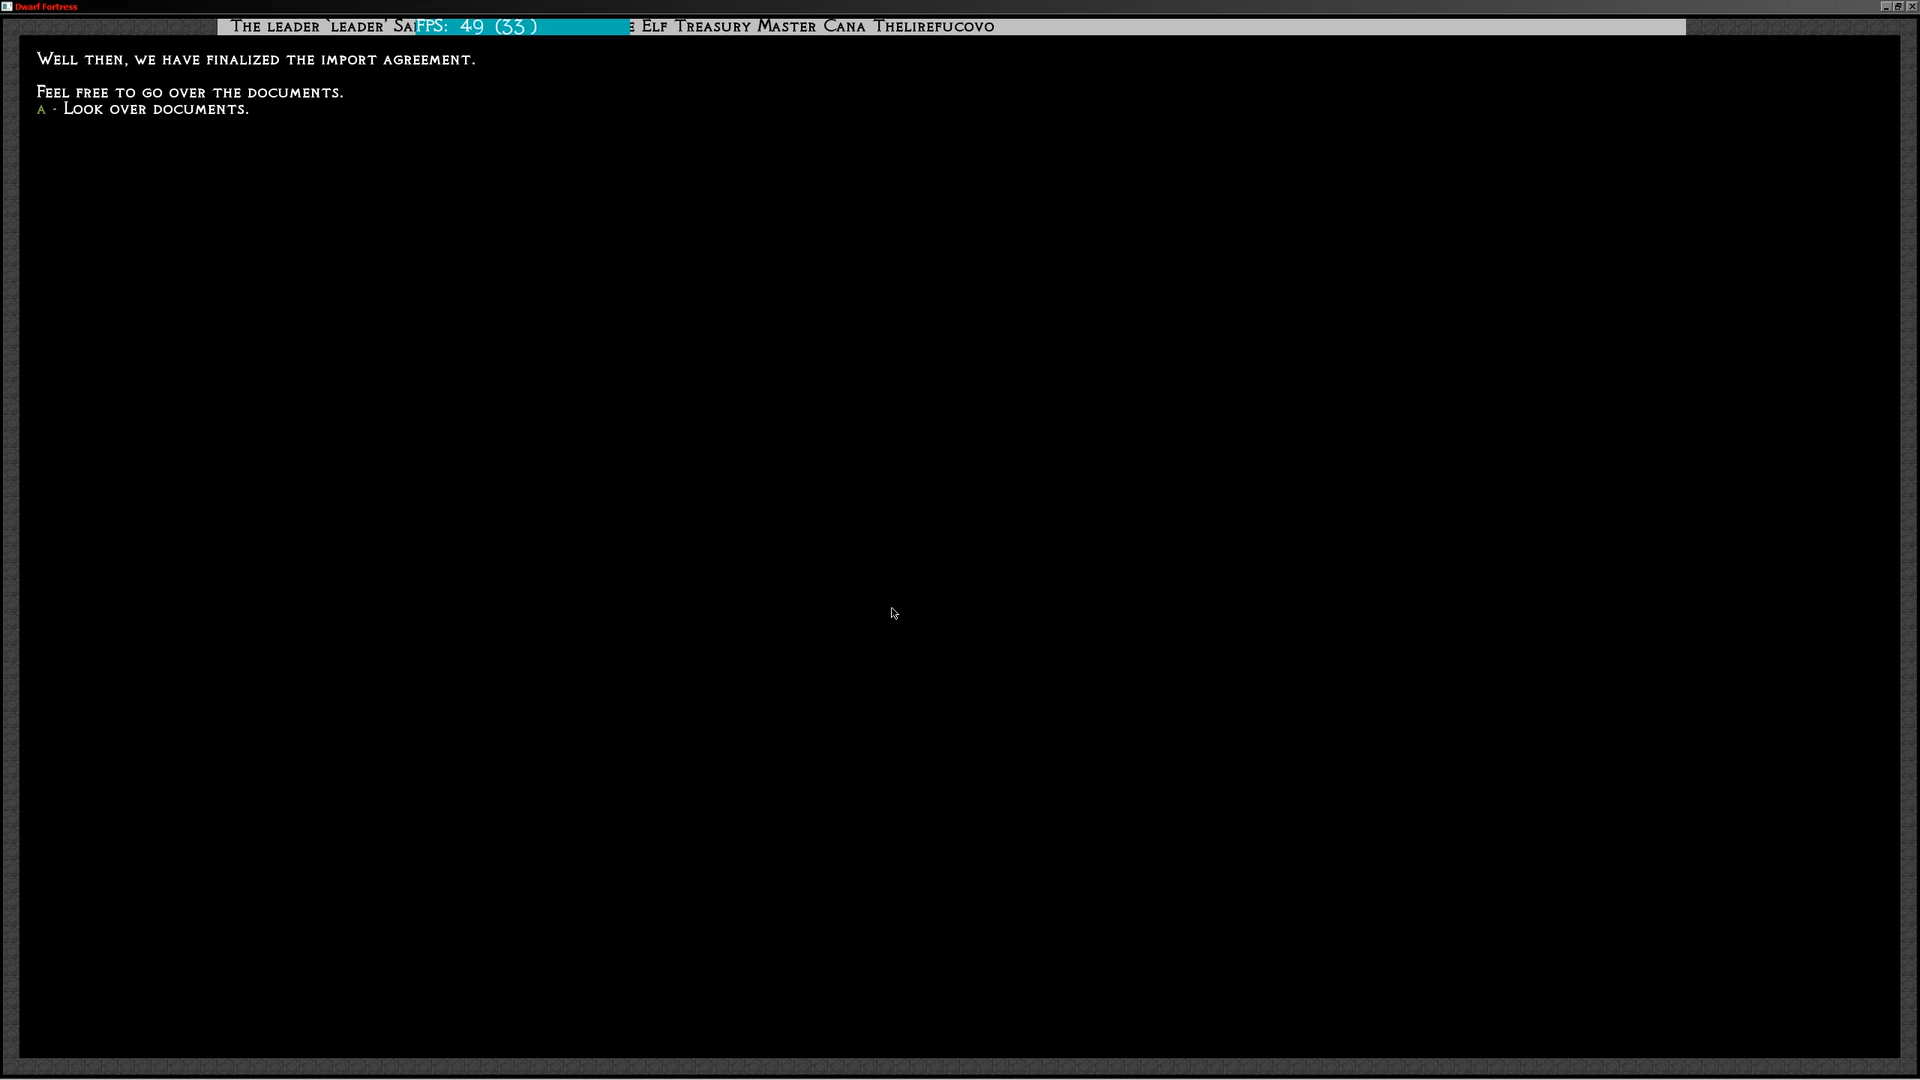 Dwarf Fortress
The leader `leader' Sa FPS: 49 (33) Elf Treasury Master Cana Thelirefucovo
Well then, we have finalized the import agreement.
Feel free to go over the documents.
a - Look over documents.